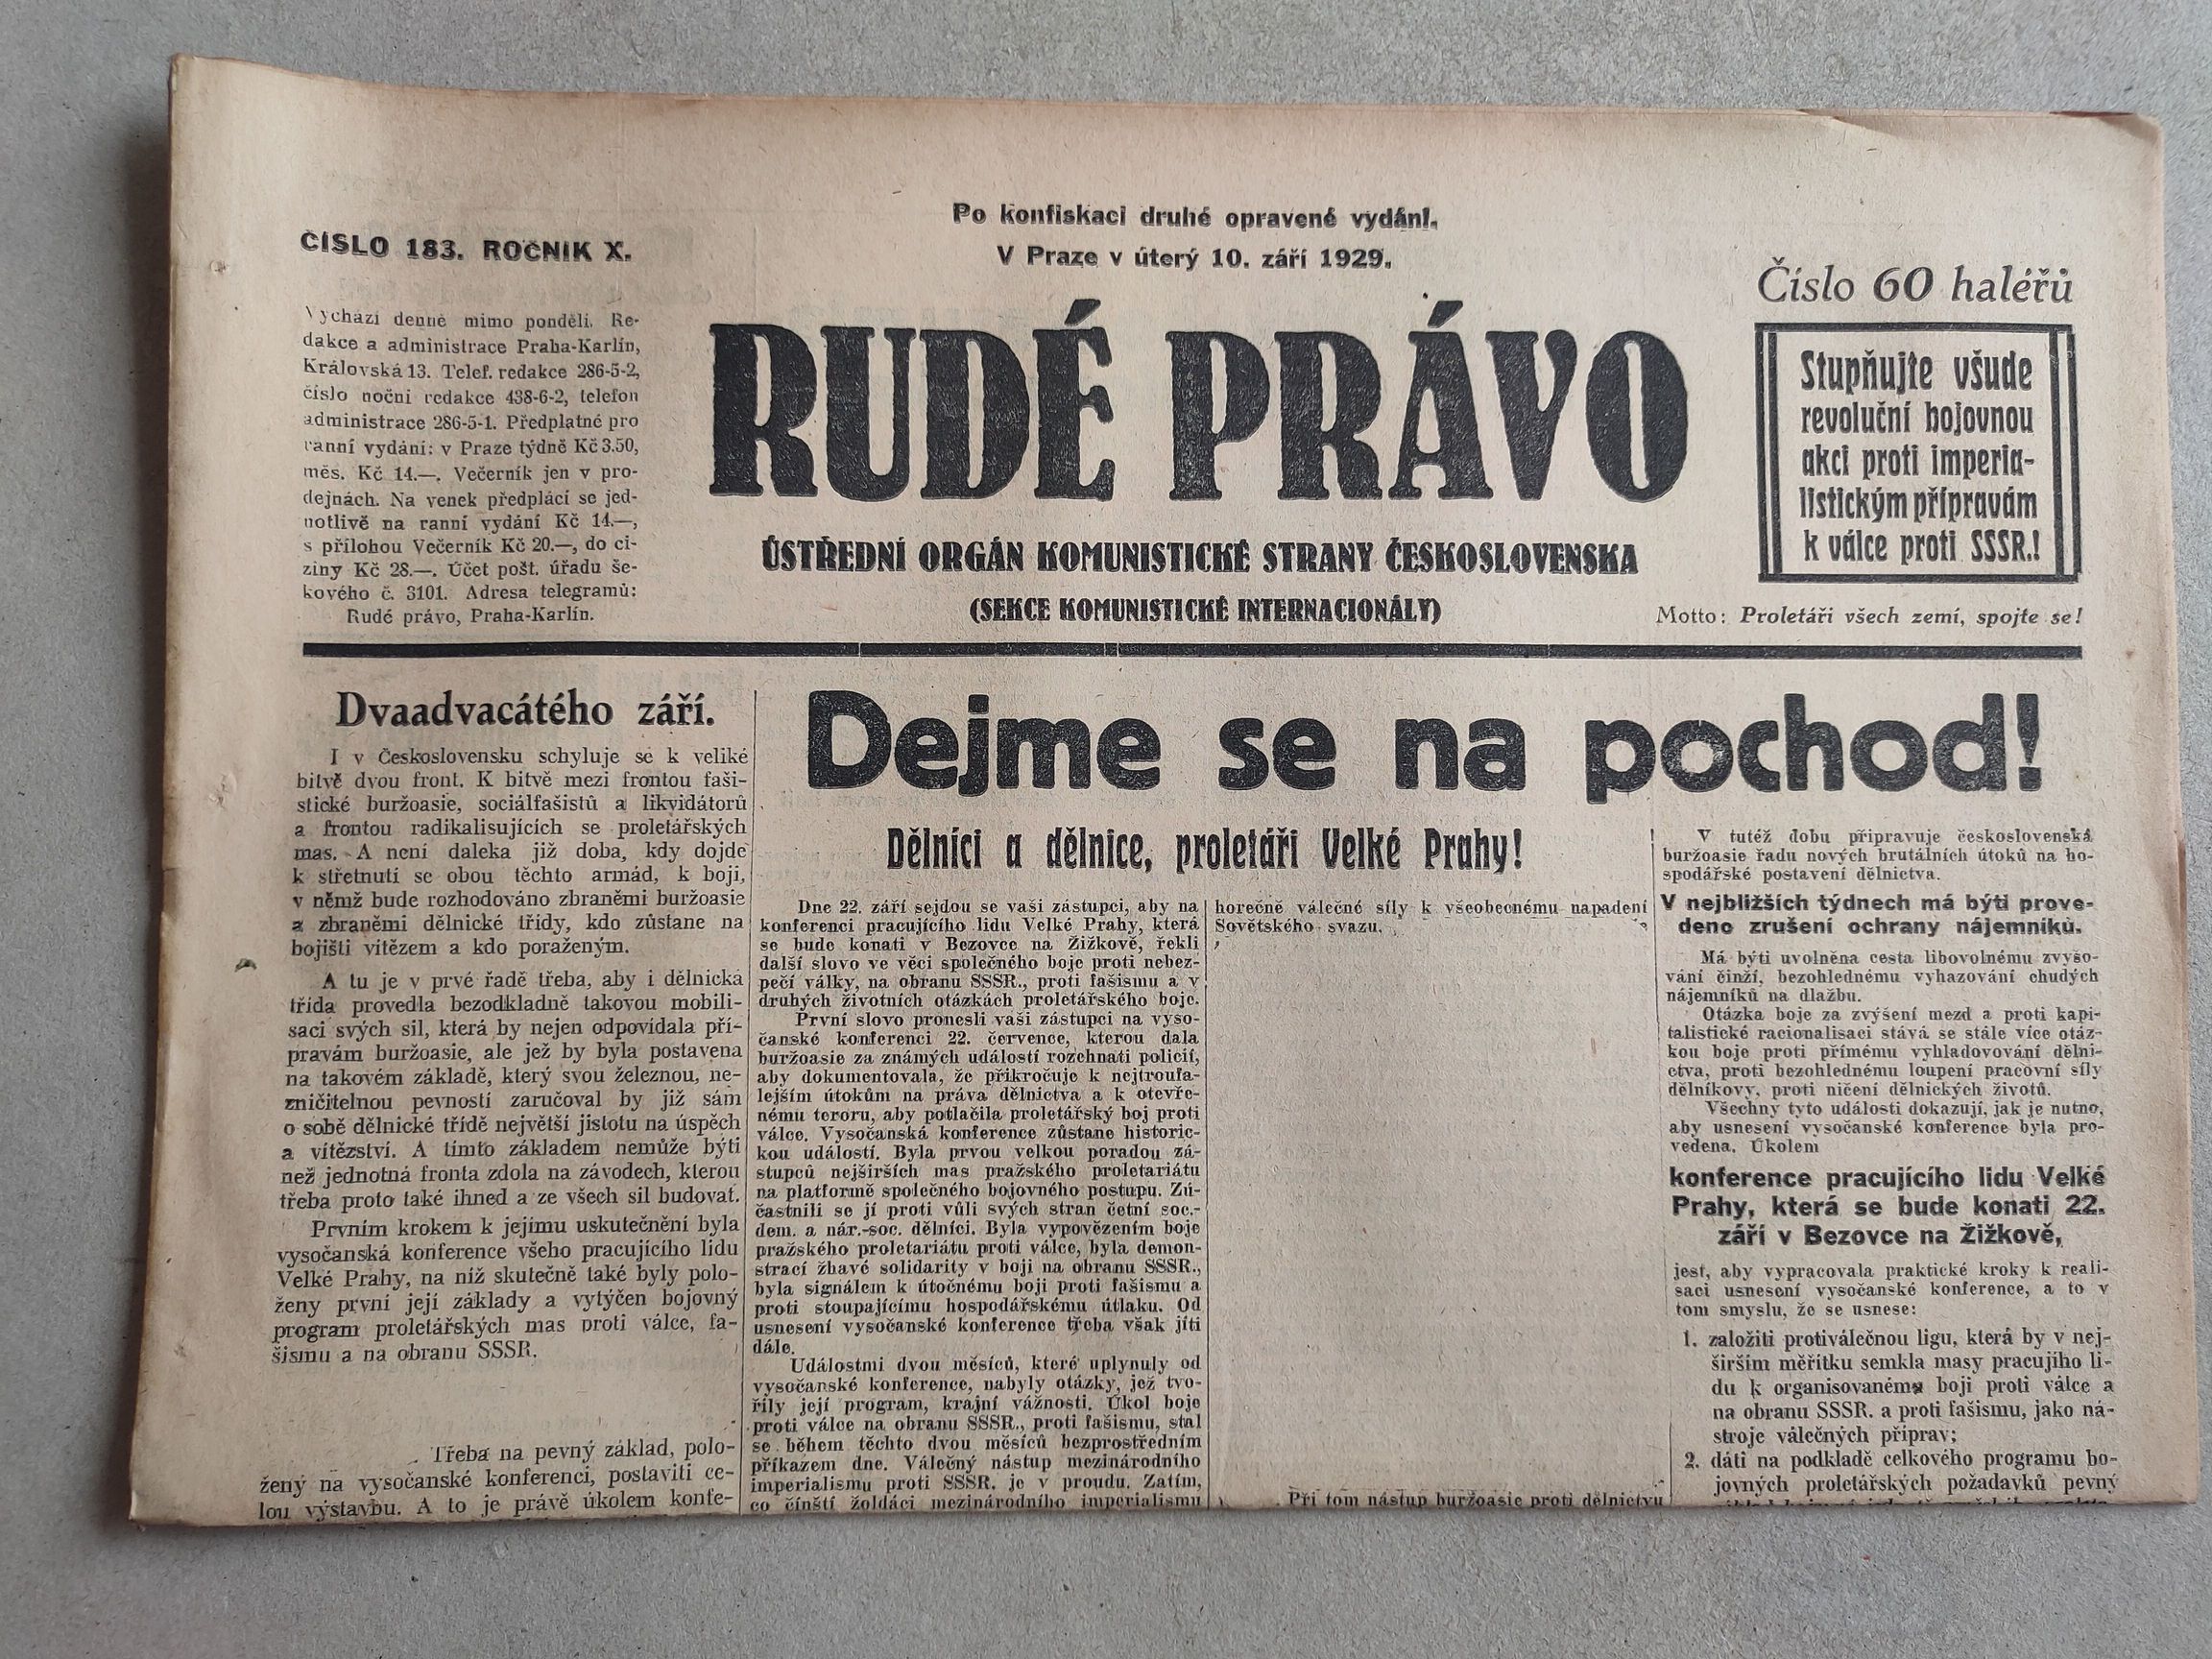 Po konfiskaci druhé opravené vydání.
V Praze v úterý 10. září 1929.
ČÍSLO 183. ROČNÍK X.
Vychází denně mimo pondělí. Re-
dakce a administrace Praha-Karlín,
Královská 13. Telef. redakce 286-5-2,
číslo noční redakce 438-6-2, telefon
administrace 286-5-1. Předplatné pro
ranní vydání: v Praze týdně Kč 3.50,
měs. Kč 14.—. Večerník jen v pro-
dejnách. Na venek předplácí se jed-
notlivě na ranní vydání Kč 14.—,
s přílohou Večerník Kč 20.—, do ci-
ziny Kč 28.—. Účet pošt. úřadu še-
kového č. 3101. Adresa telegramů:
Rudé právo, Praha-Karlín.
RUDÉ PRÁVO
ÚSTŘEDNÍ ORGÁN KOMUNISTICKÉ STRANY ČESKOSLOVENSKA
(SEKCE KOMUNISTICKÉ INTERNACIONÁLY)
Číslo 60 haléřů
Stupňujte všude
revoluční bojovnou
akci proti imperia-
listickým přípravám
k válce proti SSSR.!
Motto: Proletáři všech zemí, spojte se!
Dvaadvacátého září.
I v Československu schyluje se k veliké
bitvě dvou front. K bitvě mezi frontou faši-
stické buržoasie, sociálfašistů a likvidátorů
a frontou radikalisujících se proletářských
mas. A není daleka již doba, kdy dojde
k střetnutí se obou těchto armád, k boji,
v němž bude rozhodováno zbraněmi buržoasie
a zbraněmi dělnické třídy, kdo zůstane na
bojišti vítězem a kdo poraženým.
A tu je v prvé řadě třeba, aby i dělnická
třída provedla bezodkladně takovou mobili-
saci svých sil, která by nejen odpovídala pří-
pravám buržoasie, ale jež by byla postavena
na takovém základě, který svou železnou, ne-
zničitelnou pevností zaručoval by již sám
o sobě dělnické třídě největší jistotu na úspěch
a vítězství. A tímto základem nemůže býti
než jednotná fronta zdola na závodech, kterou
třeba proto také ihned a ze všech sil budovat.
Prvním krokem k jejímu uskutečnění byla
vysočanská konference všeho pracujícího lidu
Velké Prahy, na níž skutečně také byly polo-
ženy první její základy a vytýčen bojovný
program proletářských mas proti válce, fa-
šismu a na obranu SSSR.
Třeba na pevný základ, polo-
žený na vysočanské konferenci, postaviti ce-
lou výstavbu. A to je právě úkolem konfe-
Dejme se na pochod!
Dělníci a dělnice, proletáři Velké Prahy!
Dne 22. září sejdou se vaši zástupci, aby na
konferenci pracujícího lidu Velké Prahy, která
se bude konati v Bezovce na Žižkově, řekli
další slovo ve věci společného boje proti nebez-
pečí války, na obranu SSSR., proti fašismu a v
druhých životních otázkách proletářského boje.
První slovo pronesli vaši zástupci na vyso-
čanské konferenci 22. července, kterou dala
buržoasie za známých událostí rozehnati policií,
aby dokumentovala, že přikročuje k nejtroufa-
lejším útokům na práva dělnictva a k otevře-
nému teroru, aby potlačila proletářský boj proti
válce. Vysočanská konference zůstane historic-
kou událostí. Byla prvou velkou poradou zá-
stupců nejširších mas pražského proletariátu
na platformě společného bojovného postupu. Zú-
častnili se jí proti vůli svých stran četní soc.-
dem. a nár.-soc. dělníci. Byla vypovězením boje
pražského proletariátu proti válce, byla demon-
strací žhavé solidarity v boji na obranu SSSR.,
byla signálem k útočnému boji proti fašismu a
proti stoupajícímu hospodářskému útlaku. Od
usnesení vysočanské konference třeba však jíti
dále.
Událostmi dvou měsíců, které uplynuly od
vysočanské konference, nabyly otázky, jež tvo-
řily její program, krajní vážnosti. Úkol boje
proti válce na obranu SSSR., proti fašismu, stal
se během těchto dvou měsíců bezprostředním
příkazem dne. Válečný nástup mezinárodního
imperialismu proti SSSR. je v proudu. Zatím,
co čínští žoldáci mezinárodního imperialismu
horečně válečné síly k všeobecnému napadení
Sovětského svazu.
Při tom nástup buržoasie proti dělnictvu
V tutéž dobu připravuje československá
buržoasie řadu nových brutálních útoků na ho-
spodářské postavení dělnictva.
V nejbližších týdnech má býti prove-
deno zrušení ochrany nájemníků.
Má býti uvolněna cesta libovolnému zvyšo-
vání činží, bezohlednému vyhazování chudých
nájemníků na dlažbu.
Otázka boje za zvýšení mezd a proti kapi-
talistické racionalisaci stává se stále více otáz-
kou boje proti přímému vyhladovování dělni-
ctva, proti bezohlednému loupení pracovní síly
dělníkovy, proti ničení dělnických životů.
Všechny tyto události dokazují, jak je nutno,
aby usnesení vysočanské konference byla pro-
vedena. Úkolem
konference pracujícího lidu Velké
Prahy, která se bude konati 22.
září v Bezovce na Žižkově,
jest, aby vypracovala praktické kroky k reali-
saci usnesení vysočanské konference, a to v
tom smyslu, že se usnese:
1. založiti protiválečnou ligu, která by v nej-
širším měřítku semkla masy pracujího li-
du k organisovanému boji proti válce a
na obranu SSSR. a proti fašismu, jako ná-
stroje válečných příprav;
2. dáti na podkladě celkového programu bo-
jovných proletářských požadavků pevný